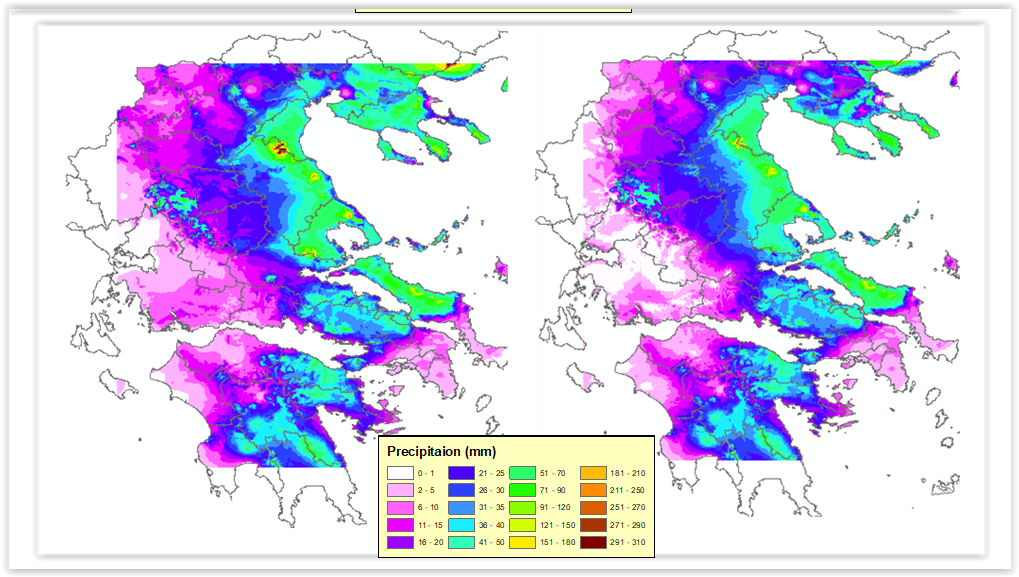 Precipitaion (mm)
0 - 1 21 - 25 51 - 70 181 - 210
2 - 5 26 - 30 71 - 90 211 - 250
6 - 10 31 - 35 91 - 120 251 - 270
11 - 15 36 - 40 121 - 150 271 - 290
16 - 20 41 - 50 151 - 180 291 - 310